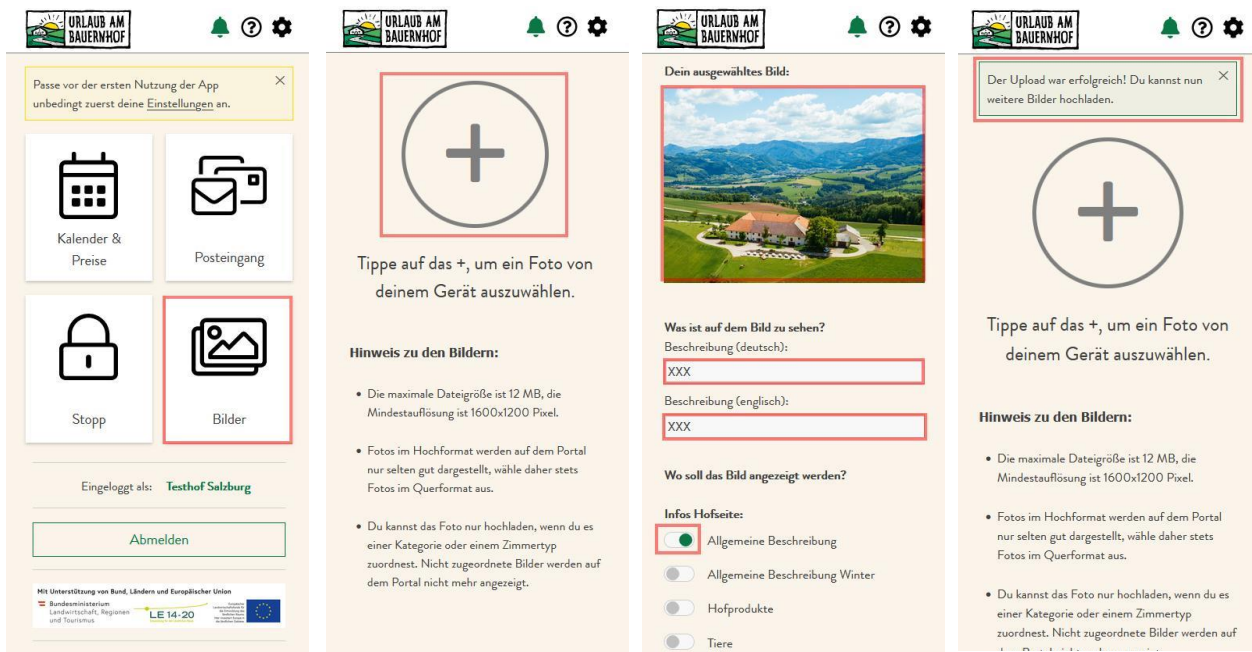 URLAUB AM
BAUERNHOF
Passe vor der ersten Nutzung der App
unbedingt zuerst deine Einstellungen an.
Kalender &
Preise
Posteingang
Stopp
Bilder
Eingeloggt als: Testhof Salzburg
Abmelden
Mit Unterstützung von Bund, Ländern und Europäischer Union
Bundesministerium
Landwirtschaft, Regionen
und Tourismus
LE 14-20
URLAUB AM
BAUERNHOF
Tippe auf das +, um ein Foto von
deinem Gerät auszuwählen.
Hinweis zu den Bildern:
• Die maximale Dateigröße ist 12 MB, die
Mindestauflösung ist 1600x1200 Pixel.
• Fotos im Hochformat werden auf dem Portal
nur selten gut dargestellt, wähle daher stets
Fotos im Querformat aus.
• Du kannst das Foto nur hochladen, wenn du es
einer Kategorie oder einem Zimmertyp
zuordnest. Nicht zugeordnete Bilder werden auf
dem Portal nicht mehr angezeigt.
URLAUB AM
BAUERNHOF
Dein ausgewähltes Bild:
Was ist auf dem Bild zu sehen?
Beschreibung (deutsch):
XXX
Beschreibung (englisch):
XXX
Wo soll das Bild angezeigt werden?
Infos Hofseite:
Allgemeine Beschreibung
Allgemeine Beschreibung Winter
Hofprodukte
Tiere
URLAUB AM
BAUERNHOF
Der Upload war erfolgreich! Du kannst nun
weitere Bilder hochladen.
Tippe auf das +, um ein Foto von
deinem Gerät auszuwählen.
Hinweis zu den Bildern:
• Die maximale Dateigröße ist 12 MB, die
Mindestauflösung ist 1600x1200 Pixel.
• Fotos im Hochformat werden auf dem Portal
nur selten gut dargestellt, wähle daher stets
Fotos im Querformat aus.
• Du kannst das Foto nur hochladen, wenn du es
einer Kategorie oder einem Zimmertyp
zuordnest. Nicht zugeordnete Bilder werden auf